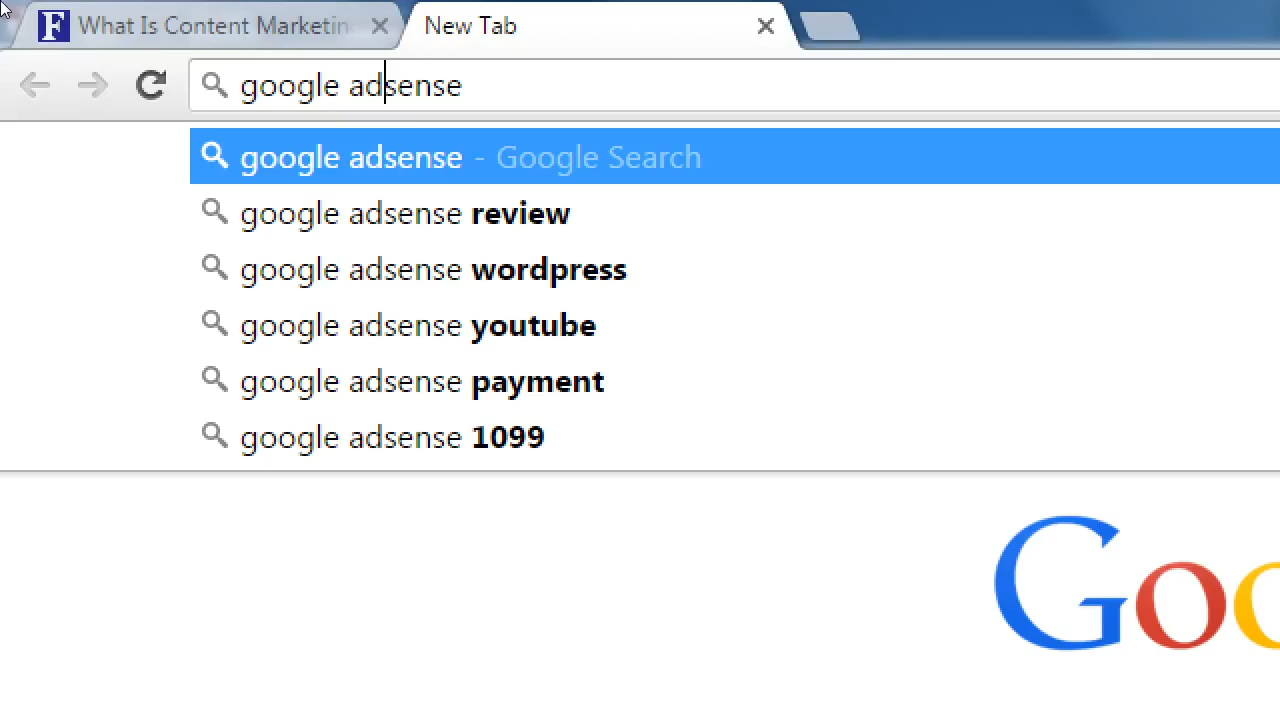 F What Is Content Marketin
New Tab
google adsense
google adsense - Google Search
google adsense review
google adsense wordpress
google adsense youtube
google adsense payment
google adsense 1099
Goo